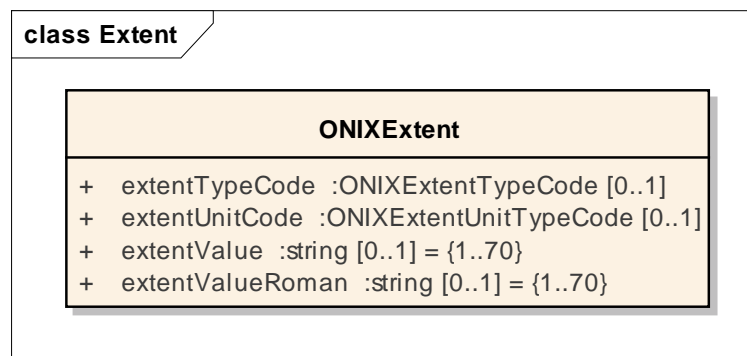 class Extent
ONIXExtent
+ extentTypeCode :ONIXExtentTypeCode [0..1]
+ extentUnitCode :ONIXExtentUnitTypeCode [0..1]
+ extentValue :string [0..1] = {1..70}
+ extentValueRoman :string [0..1] = {1..70}